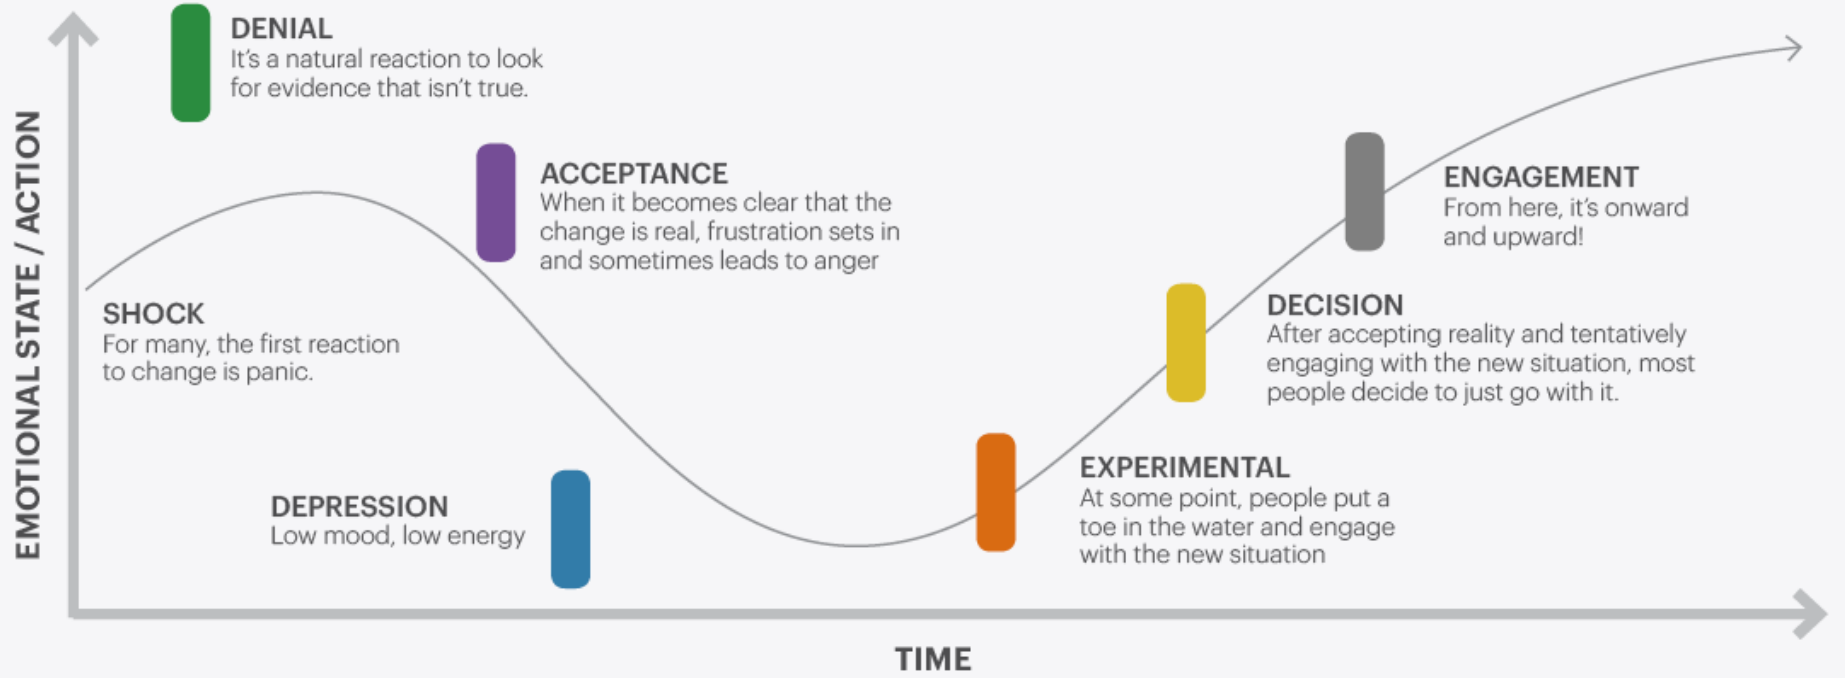 EMOTIONAL STATE / ACTION
DENIAL
It's a natural reaction to look
for evidence that isn't true.
ACCEPTANCE
When it becomes clear that the
change is real, frustration sets in
and sometimes leads to anger
SHOCK
For many, the first reaction
to change is panic.
DEPRESSION
Low mood, low energy
EXPERIMENTAL
At some point, people put a
toe in the water and engage
with the new situation
DECISION
After accepting reality and tentatively
engaging with the new situation, most
people decide to just go with it.
ENGAGEMENT
From here, it's onward
and upward!
TIME